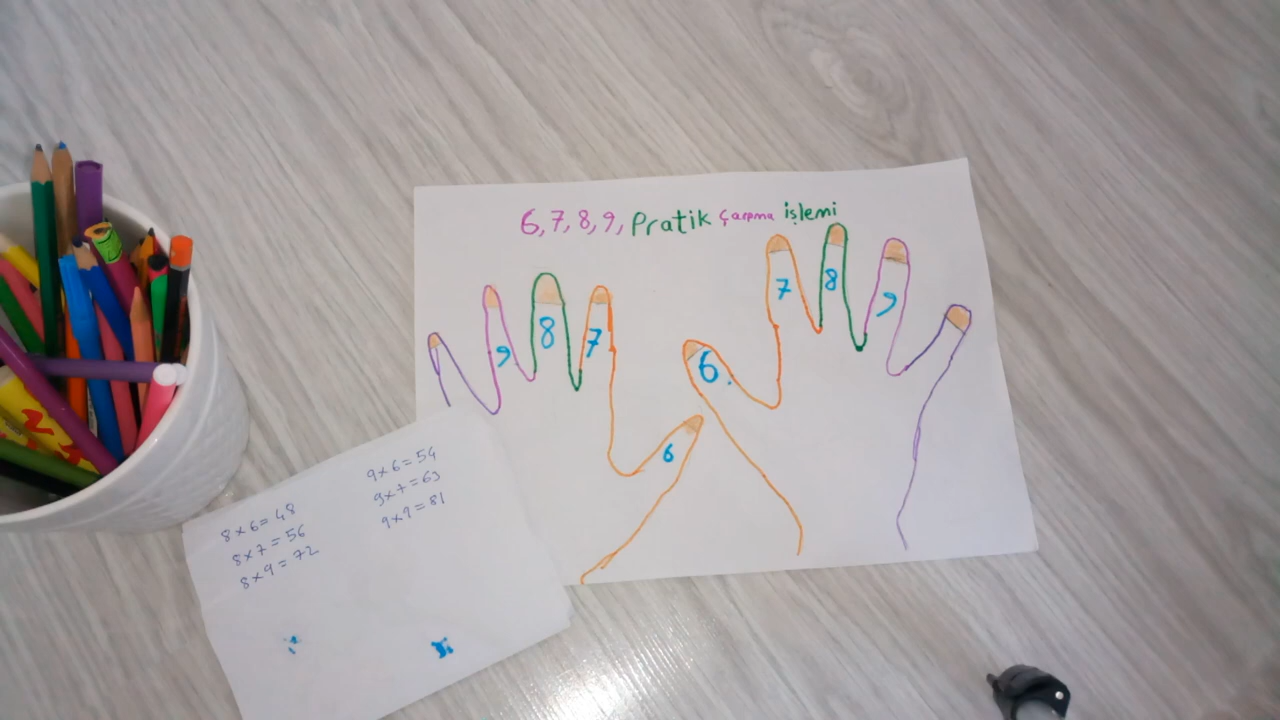 6, 7, 8, 9, Pratik Çarpma işlemi
9 8 7 6 6. 7 8 9
8x6=48
8x7=56
8x9=72
9x6=54
9x7=63
9x9=81